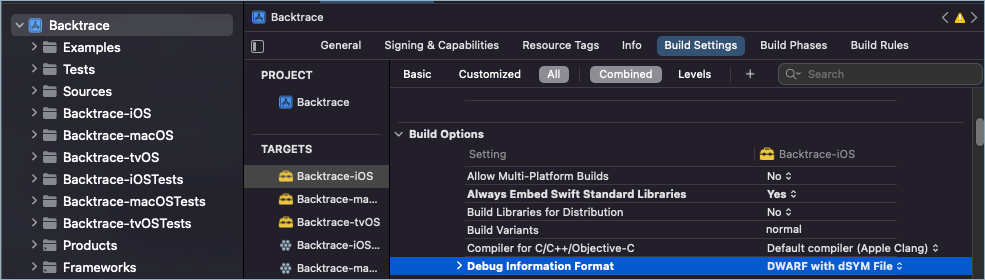 Backtrace
Examples
Tests
Sources
Backtrace-iOS
Backtrace-macOS
Backtrace-tvOS
Backtrace-iOSTests
Backtrace-macOSTests
Backtrace-tvOSTests
Products
Frameworks
Backtrace
General Signing & Capabilities Resource Tags Info Build Settings Build Phases Build Rules
PROJECT
Backtrace
TARGETS
Backtrace-iOS
Backtrace-ma...
Backtrace-tvOS
Backtrace-iO...
Backtrace-ma...
Basic Customized All Combined Levels + Search
Build Options
Setting Backtrace-iOS
Allow Multi-Platform Builds No
Always Embed Swift Standard Libraries Yes
Build Libraries for Distribution No
Build Variants normal
Compiler for C/C++/Objective-C Default compiler (Apple Clang)
Debug Information Format DWARF with dSYM File